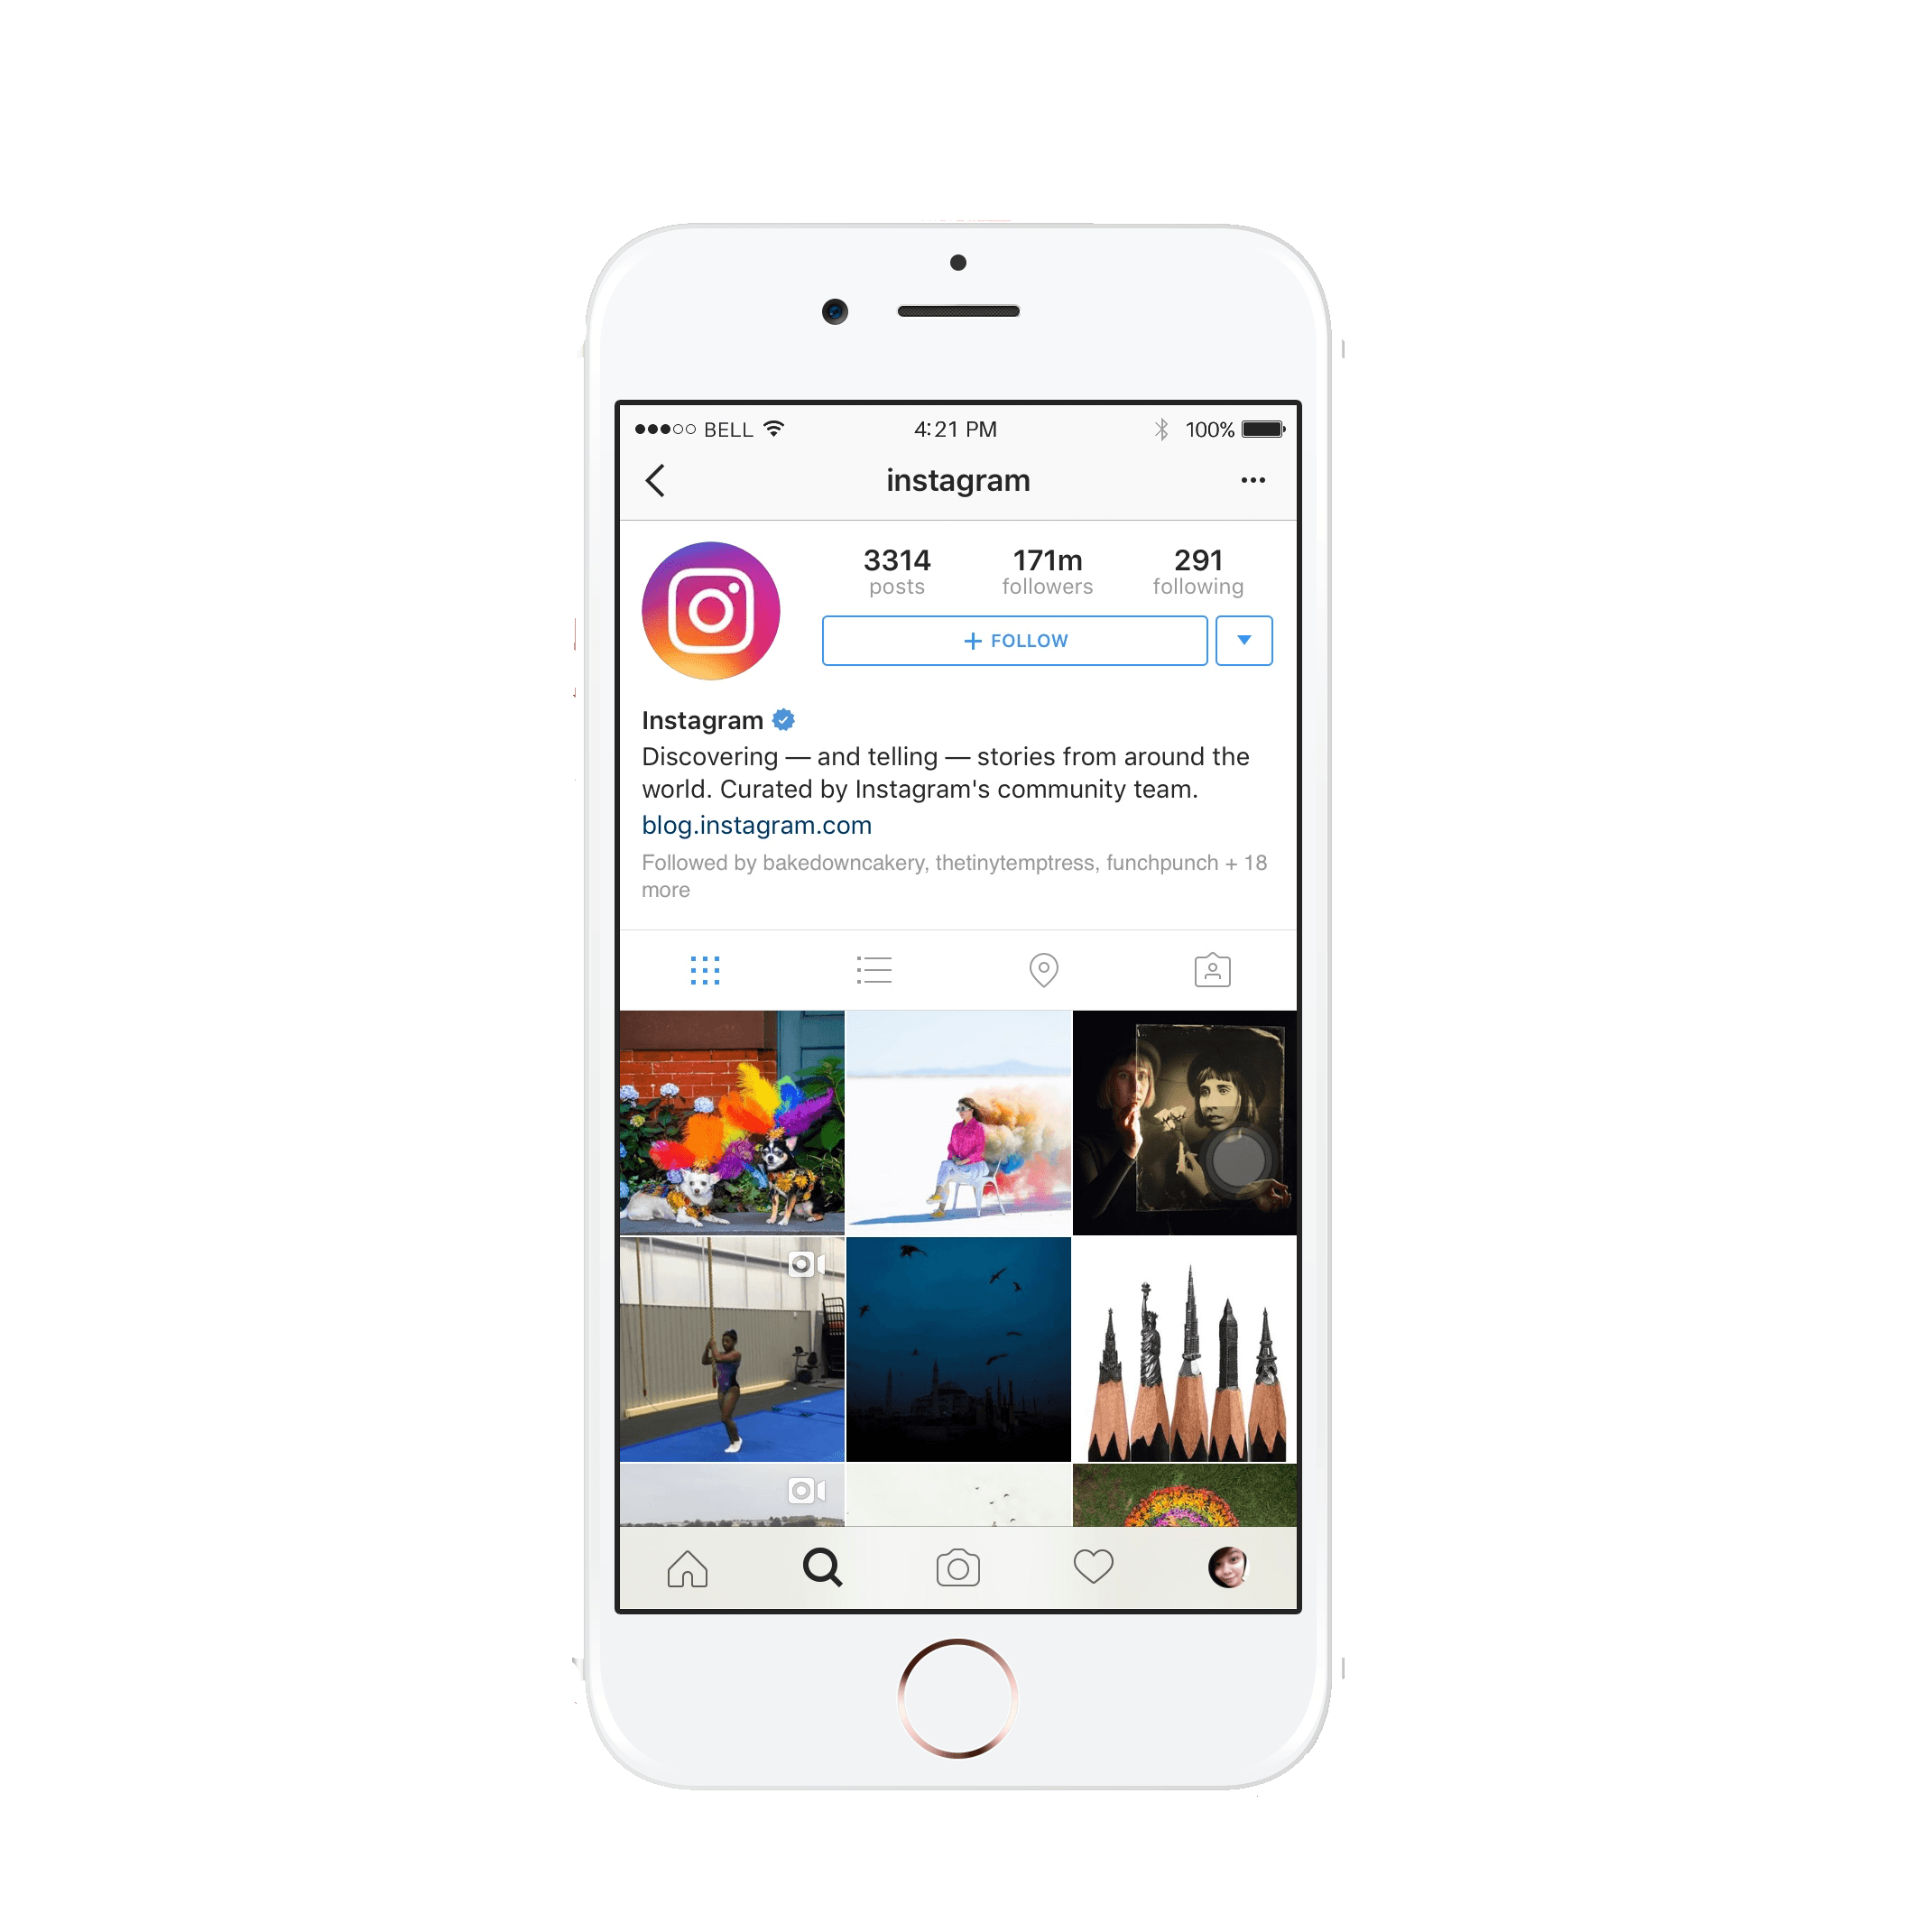 BELL 4:21 PM 100%
instagram
3314 171m 291
posts followers following
+ FOLLOW
Instagram
Discovering — and telling — stories from around the
world. Curated by Instagram's community team.
blog.instagram.com
Followed by bakedowncakery, thetinytemptress, funchpunch + 18
more